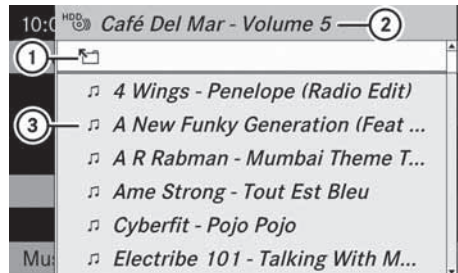 10:0
HDD Café Del Mar - Volume 5
2
1
4 Wings - Penelope (Radio Edit)
3
A New Funky Generation (Feat ...
A R Rabman - Mumbai Theme T...
Ame Strong - Tout Est Bleu
Cyberfit - Pojo Pojo
Mu
Electribe 101 - Talking With M...